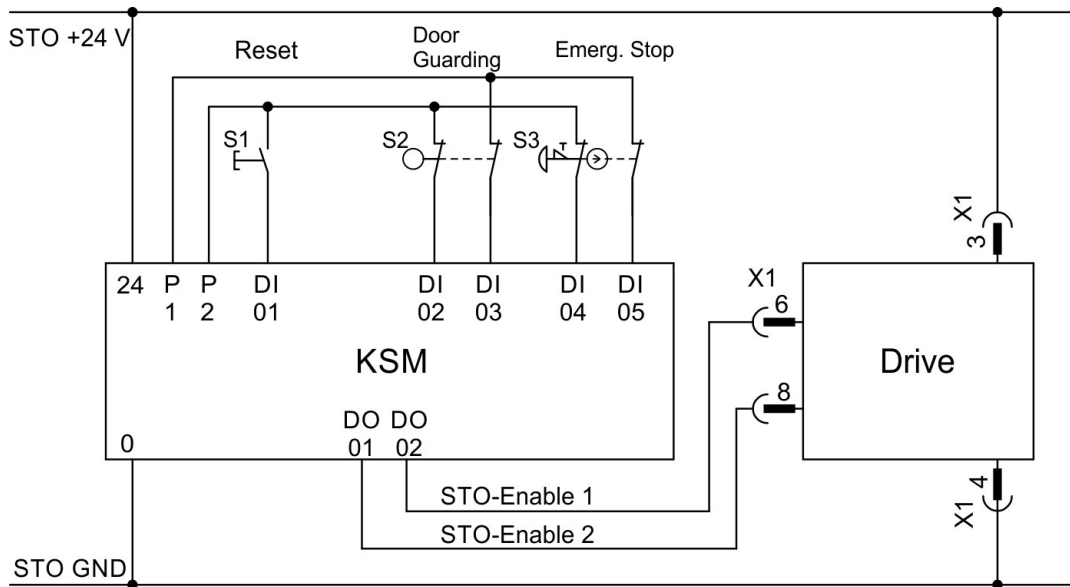 STO +24 V
Reset
Door
Guarding
Emerg. Stop
S1
S2
S3
X1
3
24
P
1
P
2
DI
01
DI
02
DI
03
DI
04
DI
05
X1
6
KSM
Drive
8
0
DO
01
DO
02
4
X1
STO-Enable 1
STO-Enable 2
STO GND